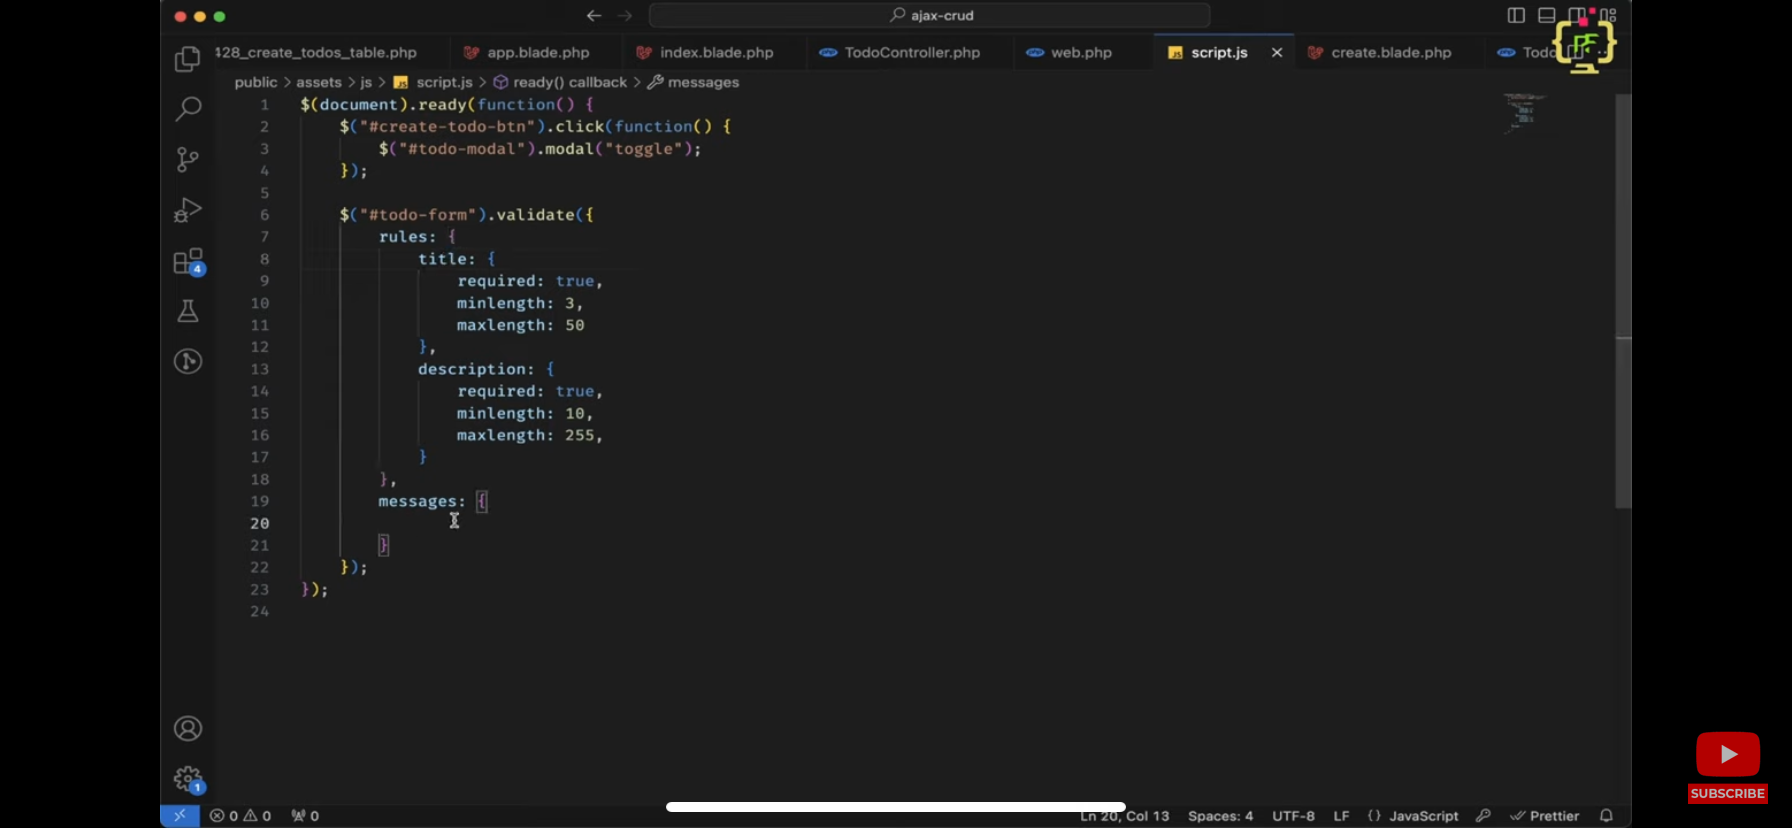 ajax-crud
428_create_todos_table.php
app.blade.php
index.blade.php
TodoController.php
web.php
script.js
create.blade.php
Todo
public > assets > js > script.js > ready() callback > messages
1 $(document).ready(function() {
2 $("#create-todo-btn").click(function() {
3 $("#todo-modal").modal("toggle");
4 });
5
6 $("#todo-form").validate({
7 rules: {
8 title: {
9 required: true,
10 minlength: 3,
11 maxlength: 50
12 },
13 description: {
14 required: true,
15 minlength: 10,
16 maxlength: 255,
17 }
18 },
19 messages: {
20
21 }
22 });
23 });
24
4
1
0 0 0
Ln 20, Col 13 Spaces: 4 UTF-8 LF {} JavaScript Prettier
SUBSCRIBE